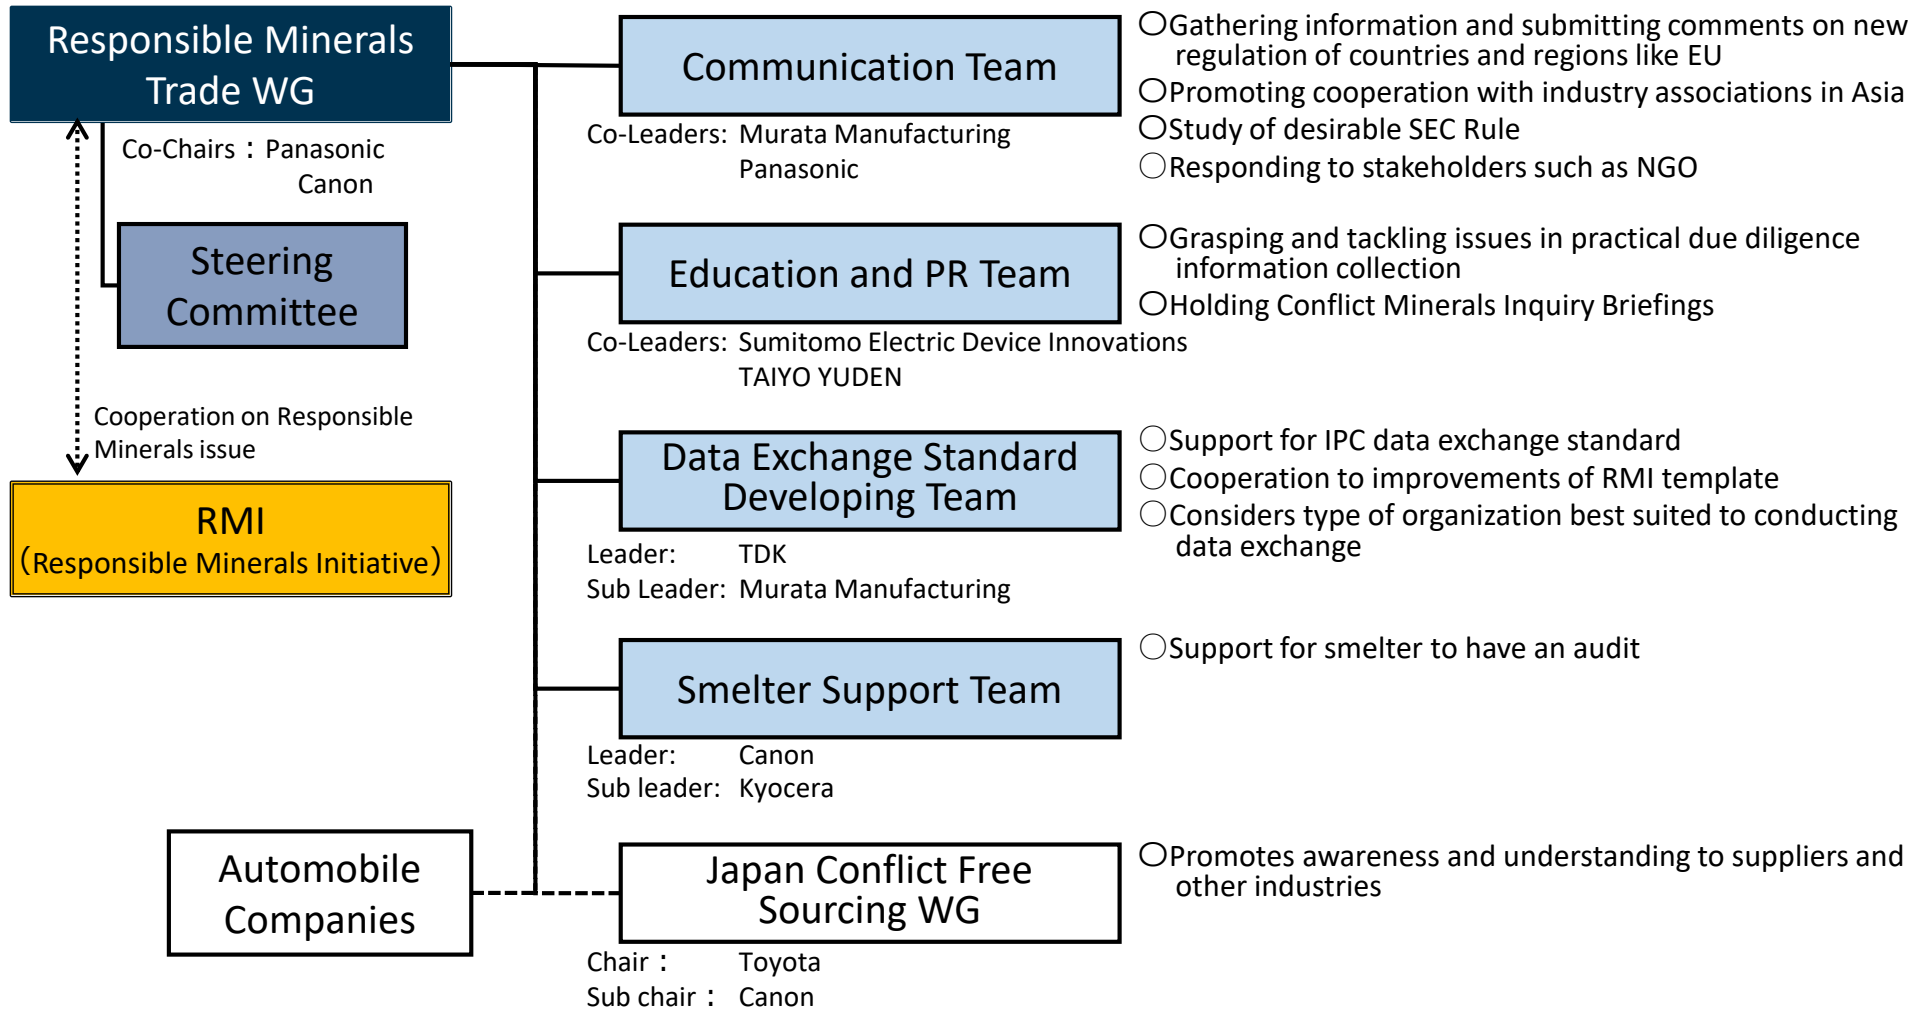 Responsible Minerals
Trade WG
Co-Chairs：Panasonic
Canon
Steering
Committee
Cooperation on Responsible
Minerals issue
RMI
（Responsible Minerals Initiative）
Communication Team
Co-Leaders: Murata Manufacturing
Panasonic
〇Gathering information and submitting comments on new
regulation of countries and regions like EU
〇Promoting cooperation with industry associations in Asia
〇Study of desirable SEC Rule
○Responding to stakeholders such as NGO
Education and PR Team
Co-Leaders: Sumitomo Electric Device Innovations
TAIYO YUDEN
〇Grasping and tackling issues in practical due diligence
information collection
〇Holding Conflict Minerals Inquiry Briefings
Data Exchange Standard
Developing Team
Leader: TDK
Sub Leader: Murata Manufacturing
○Support for IPC data exchange standard
○Cooperation to improvements of RMI template
○Considers type of organization best suited to conducting
data exchange
Smelter Support Team
Leader: Canon
Sub leader: Kyocera
○Support for smelter to have an audit
Automobile
Companies
Japan Conflict Free
Sourcing WG
Chair： Toyota
Sub chair： Canon
〇Promotes awareness and understanding to suppliers and
other industries